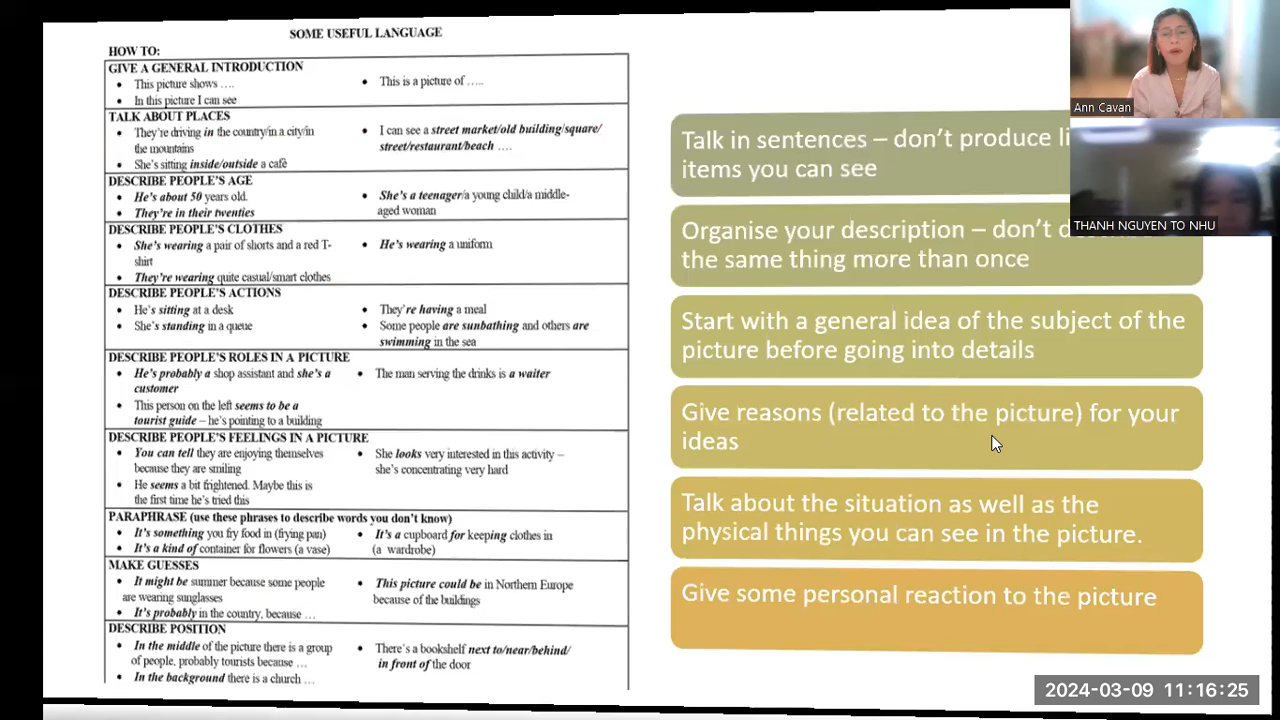 SOME USEFUL LANGUAGE
HOW TO:
GIVE A GENERAL INTRODUCTION
• This picture shows ….
• In this picture I can see
• This is a picture of …..
TALK ABOUT PLACES
• They're driving in the country/in a city/in
the mountains
• She's sitting inside/outside a café
• I can see a street market/old building/square/
street/restaurant/beach ….
DESCRIBE PEOPLE'S AGE
• He's about 50 years old.
• They're in their twenties
• She's a teenager/a young child/a middle-
aged woman
DESCRIBE PEOPLE'S CLOTHES
• She's wearing a pair of shorts and a red T-
shirt
• They're wearing quite casual/smart clothes
• He's wearing a uniform
DESCRIBE PEOPLE'S ACTIONS
• He's sitting at a desk
• She's standing in a queue
• They're having a meal
• Some people are sunbathing and others are
swimming in the sea
DESCRIBE PEOPLE'S ROLES IN A PICTURE
• He's probably a shop assistant and she's a
customer
• This person on the left seems to be a
tourist guide – he's pointing to a building
• The man serving the drinks is a waiter
DESCRIBE PEOPLE'S FEELINGS IN A PICTURE
• You can tell they are enjoying themselves
because they are smiling
• He seems a bit frightened. Maybe this is
the first time he's tried this
• She looks very interested in this activity –
she's concentrating very hard
PARAPHRASE (use these phrases to describe words you don't know)
• It's something you fry food in (frying pan)
• It's a kind of container for flowers (a vase)
• It's a cupboard for keeping clothes in
(a wardrobe)
MAKE GUESSES
• It might be summer because some people
are wearing sunglasses
• It's probably in the country, because …
• This picture could be in Northern Europe
because of the buildings
DESCRIBE POSITION
• In the middle of the picture there is a group
of people, probably tourists because …
• In the background there is a church …
• There's a bookshelf next to/near/behind/
in front of the door
Talk in sentences – don't produce
items you can see
Organise your description – don't
the same thing more than once
Start with a general idea of the subject of the
picture before going into details
Give reasons (related to the picture) for your
ideas
Talk about the situation as well as the
physical things you can see in the picture.
Give some personal reaction to the picture
Ann Cavan
THANH NGUYEN TO NHU
2024-03-09 11:16:25